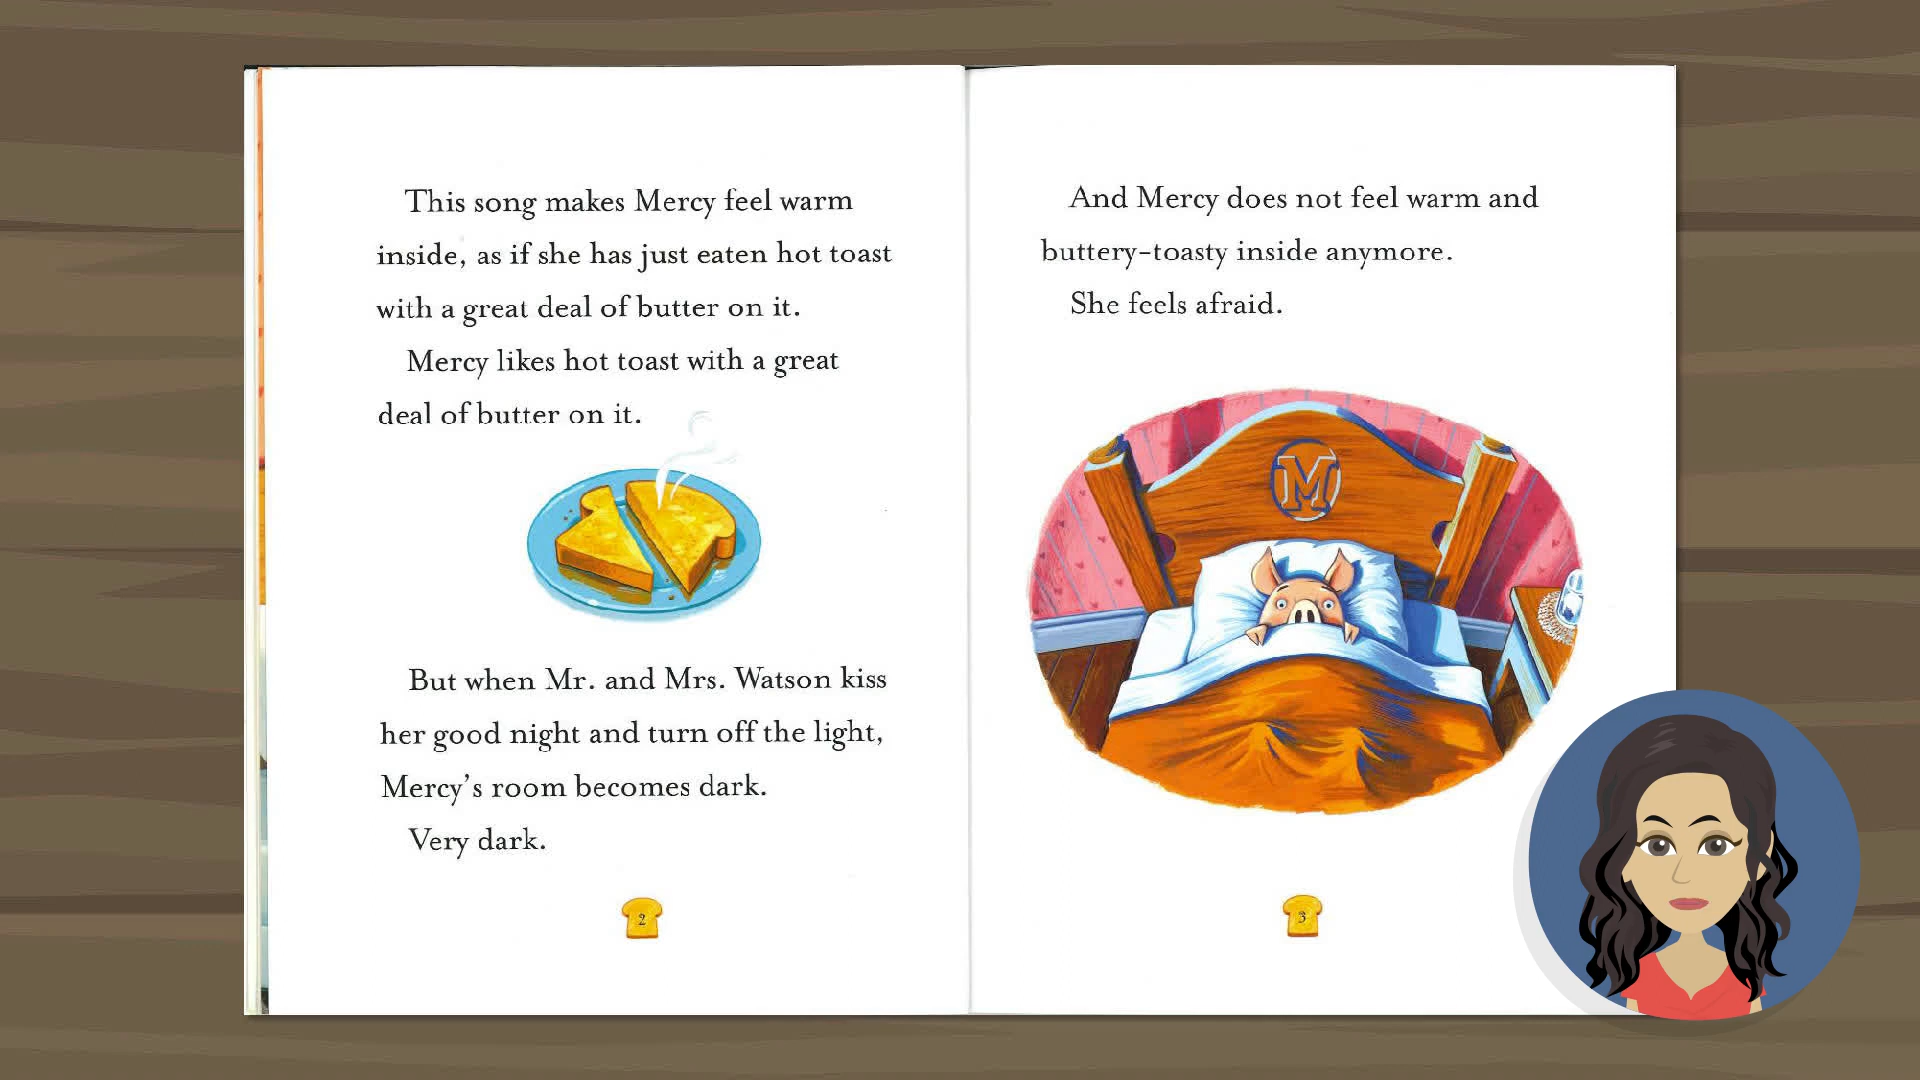 This song makes Mercy feel warm
inside, as if she has just eaten hot toast
with a great deal of butter on it.
Mercy likes hot toast with a great
deal of butter on it.
But when Mr. and Mrs. Watson kiss
her good night and turn off the light,
Mercy's room becomes dark.
Very dark.
2
And Mercy does not feel warm and
buttery-toasty inside anymore.
She feels afraid.
M
3